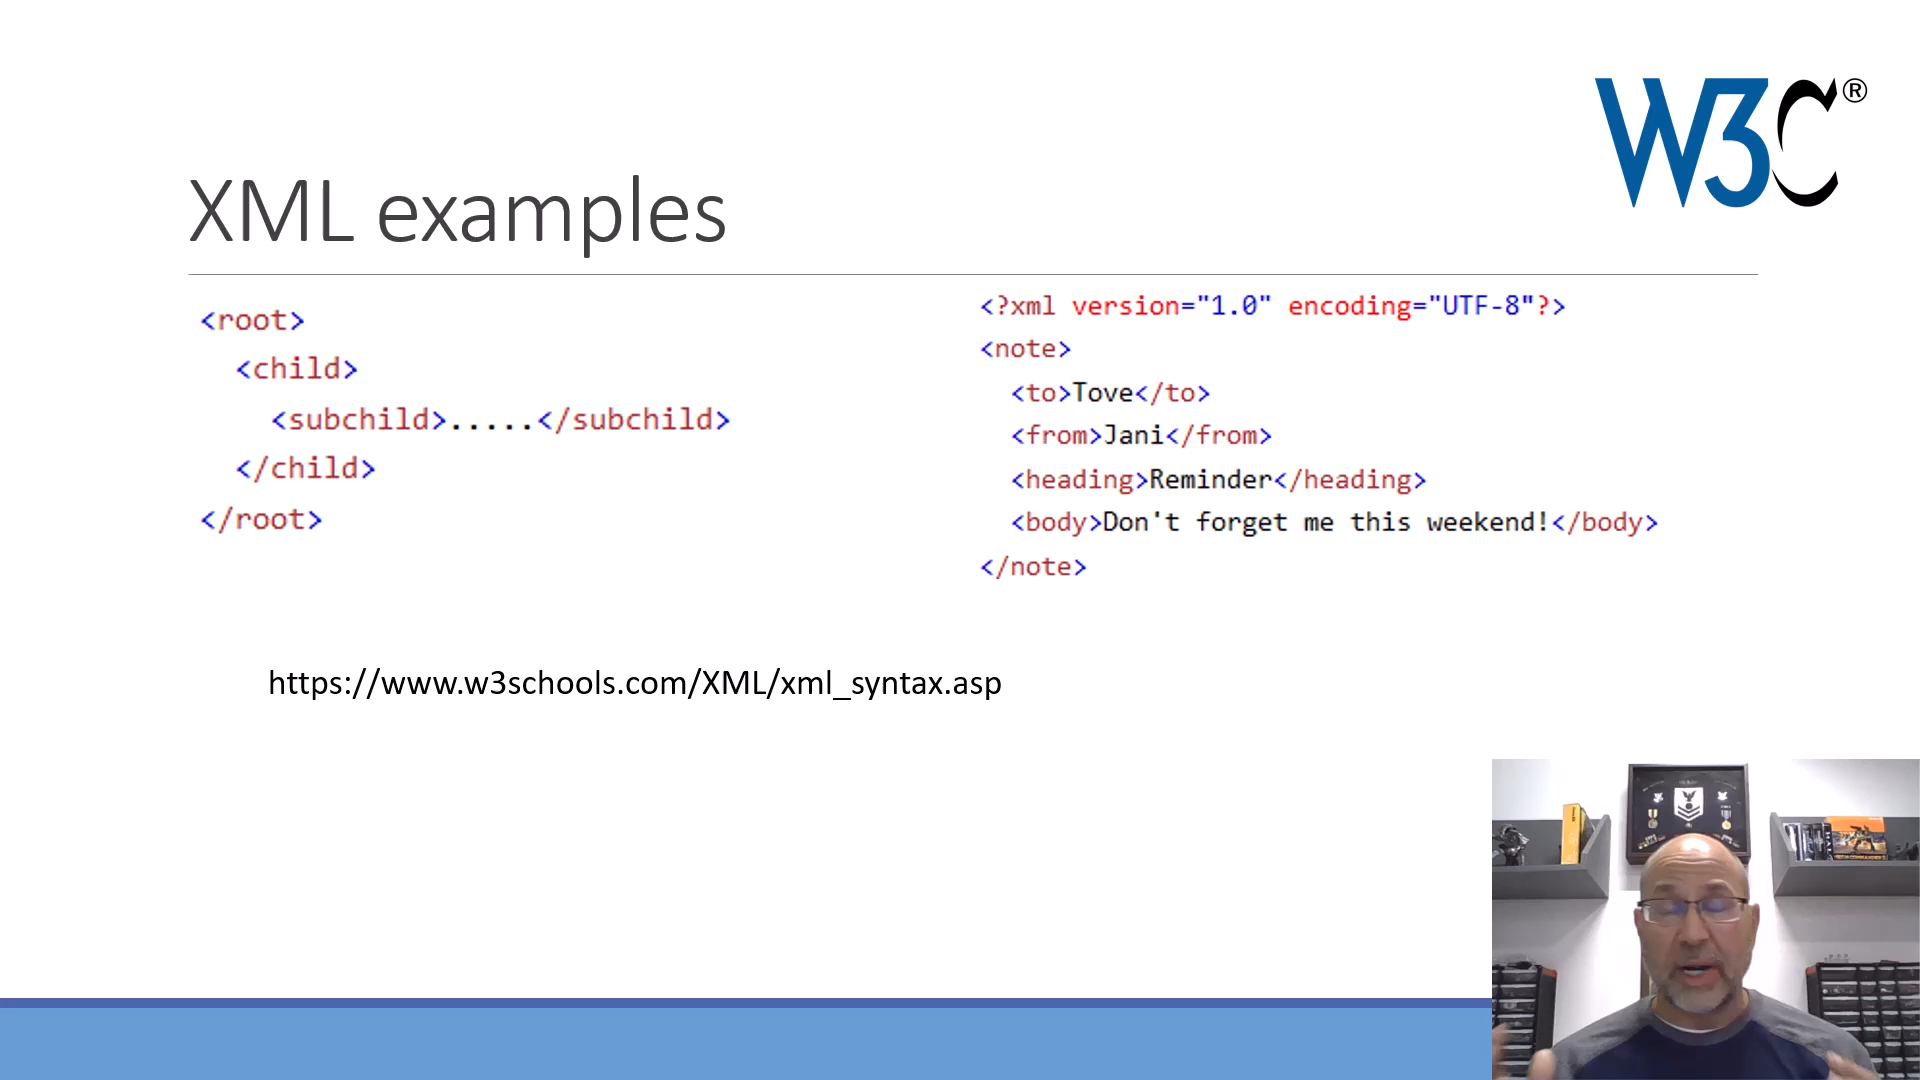 W3C®
XML examples
<root>
<child>
<subchild>.....</subchild>
</child>
</root>
<?xml version="1.0" encoding="UTF-8"?>
<note>
<to>Tove</to>
<from>Jani</from>
<heading>Reminder</heading>
<body>Don't forget me this weekend!</body>
</note>
https://www.w3schools.com/XML/xml_syntax.asp